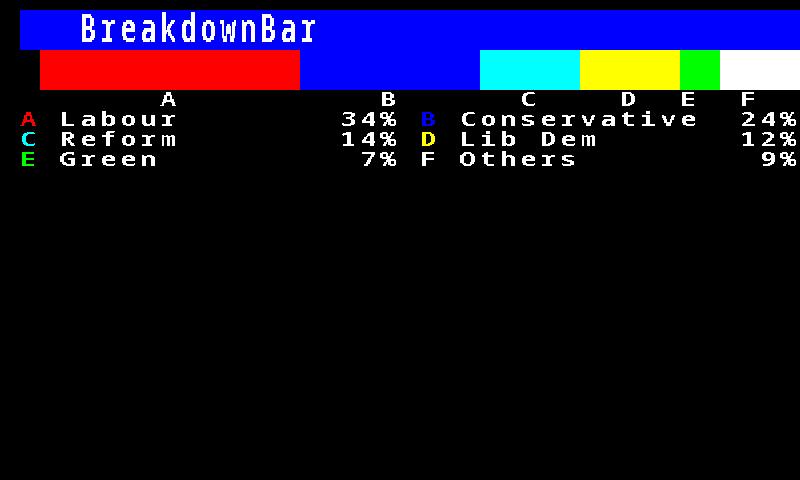 BreakdownBar
A B C D E F
A Labour 34% B Conservative 24%
C Reform 14% D Lib Dem 12%
E Green 7% F Others 9%